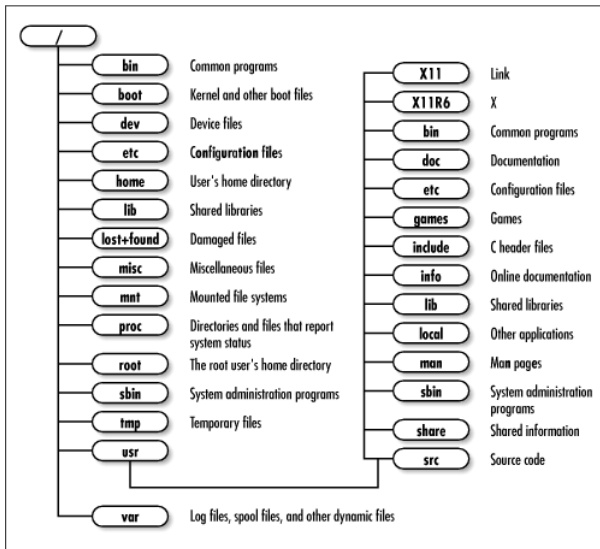 /
bin Common programs
boot Kernel and other boot files
dev Device files
etc Configuration files
home User's home directory
lib Shared libraries
lost+found Damaged files
misc Miscellaneous files
mnt Mounted file systems
proc Directories and files that report
system status
root The root user's home directory
sbin System administration programs
tmp Temporary files
usr
var Log files, spool files, and other dynamic files
X11 Link
X11R6 X
bin Common programs
doc Documentation
etc Configuration files
games Games
include C header files
info Online documentation
lib Shared libraries
local Other applications
man Man pages
sbin System administration
programs
share Shared information
src Source code